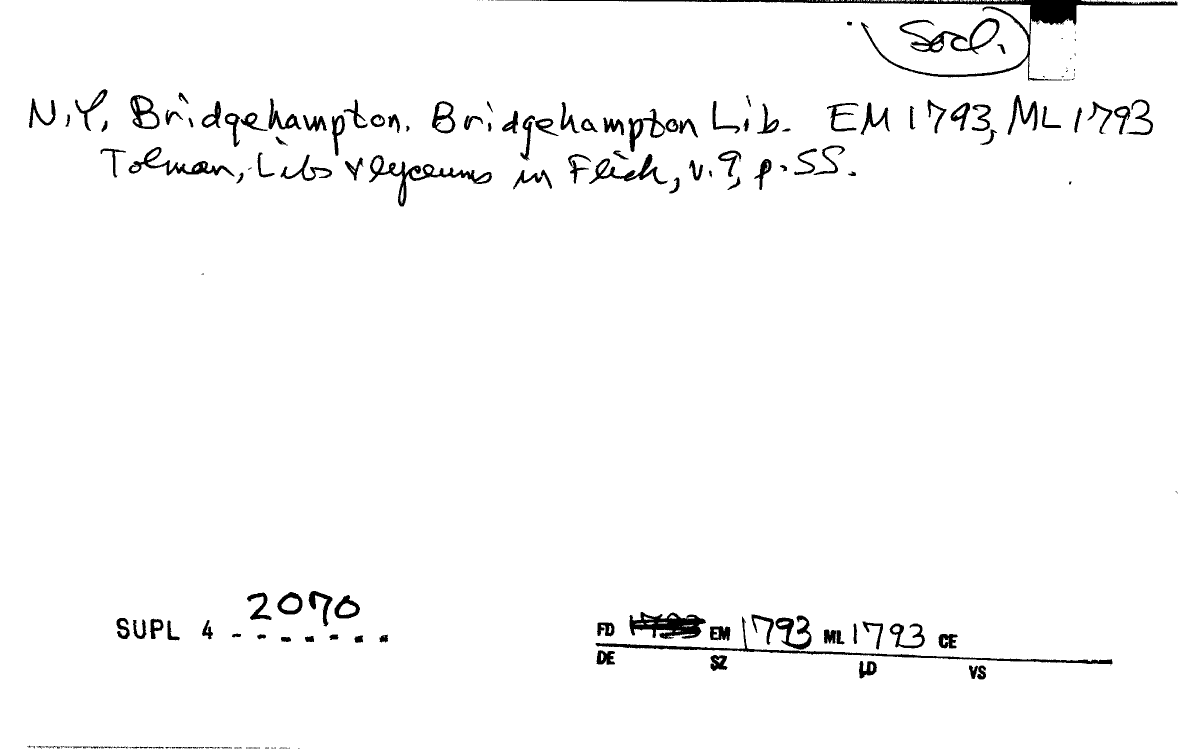 Socl.
N.Y. Bridgehampton. Bridgehampton Lib. EM 1793, ML 1793
Tolman, Libs & lyceums in Flick, v. 9, p. 55.
SUPL 4 2070
FD 1793 EM 1793 ML 1793 CE
DE SZ LD VS